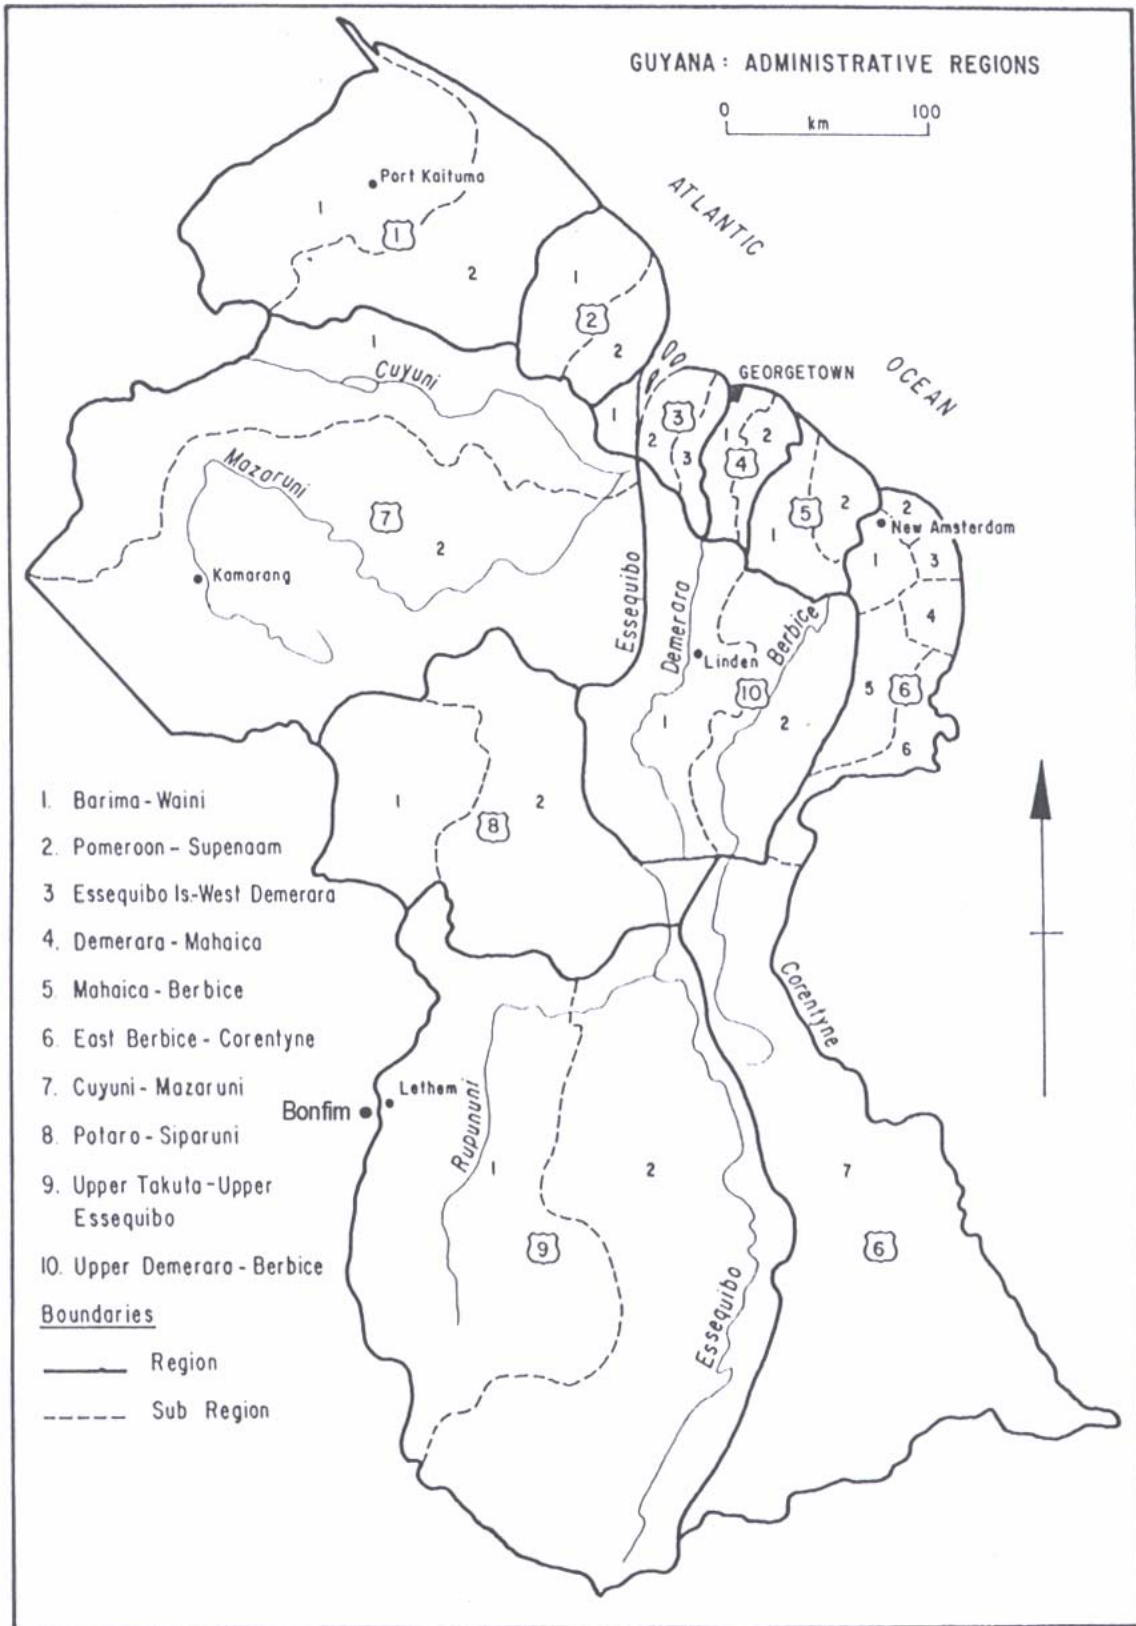 GUYANA : ADMINISTRATIVE REGIONS
0 100
km
ATLANTIC
OCEAN
Port Kaituma
1
1
2
1
2
2
1
Cuyuni
GEORGETOWN
1
3
2
3
1
2
4
5
2
1
2
New Amsterdam
1
3
4
Mazaruni
7
2
Kamarang
Essequibo
Demerara
Berbice
Linden
10
1
2
5
6
6
1
2
8
1. Barima - Waini
2. Pomeroon - Supenaam
3 Essequibo Is.-West Demerara
4. Demerara - Mahaica
5. Mahaica - Berbice
6. East Berbice - Corentyne
7. Cuyuni - Mazaruni
8. Potaro - Siparuni
9. Upper Takuta - Upper
Essequibo
10. Upper Demerara - Berbice
Boundaries
Region
Sub Region
Corentyne
Lethem
Bonfim
Rupununi
1
2
9
7
6
Essequibo